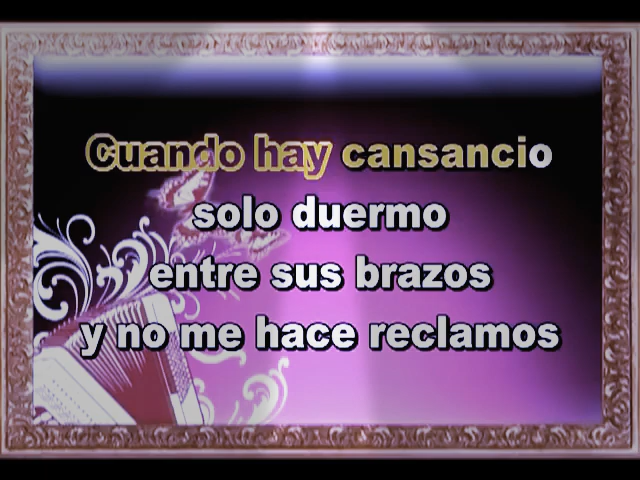 Cuando hay cansancio
solo duermo
entre sus brazos
y no me hace reclamos